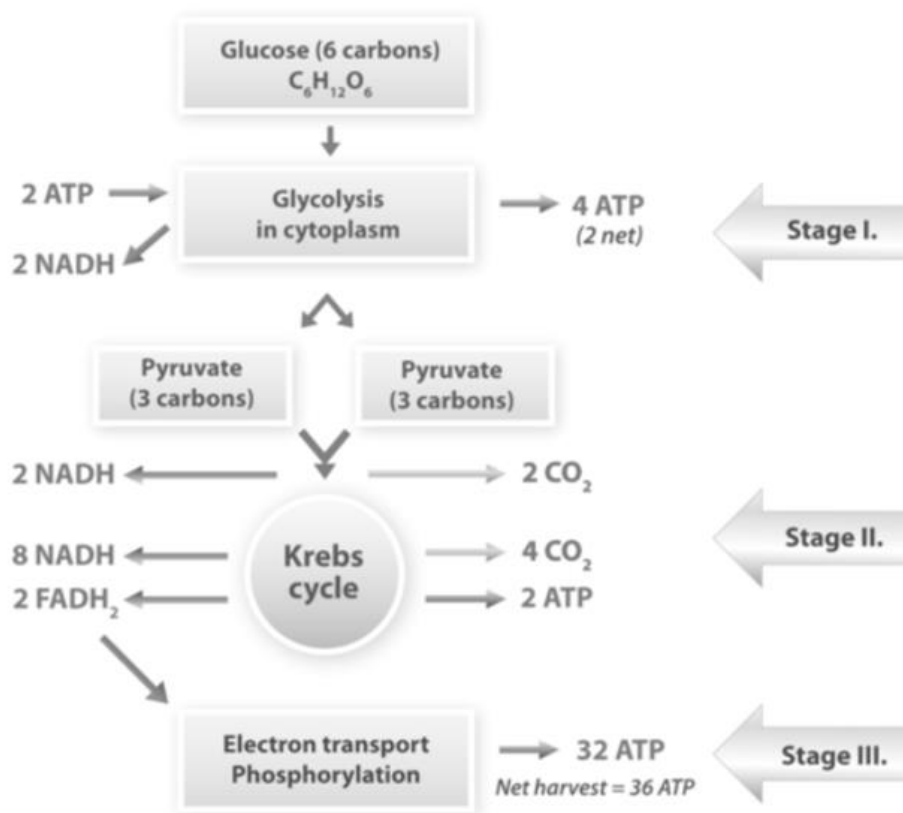 Glucose (6 carbons)
C₆H₁₂O₆
2 ATP
Glycolysis
in cytoplasm
4 ATP
(2 net)
Stage I.
2 NADH
Pyruvate
(3 carbons)
Pyruvate
(3 carbons)
2 NADH
2 CO₂
8 NADH
Krebs
cycle
4 CO₂
Stage II.
2 FADH₂
2 ATP
Electron transport
Phosphorylation
32 ATP
Net harvest = 36 ATP
Stage III.